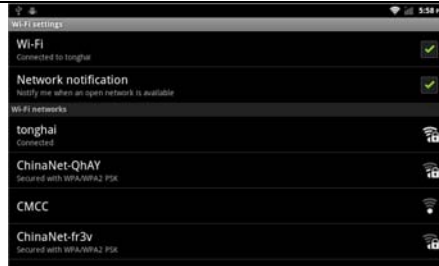 5:58
Wi-Fi settings
Wi-Fi
Connected to tonghai
Network notification
Notify me when an open network is available
Wi-Fi networks
tonghai
Connected
ChinaNet-QhAY
Secured with WPA/WPA2 PSK
CMCC
ChinaNet-fr3v
Secured with WPA/WPA2 PSK